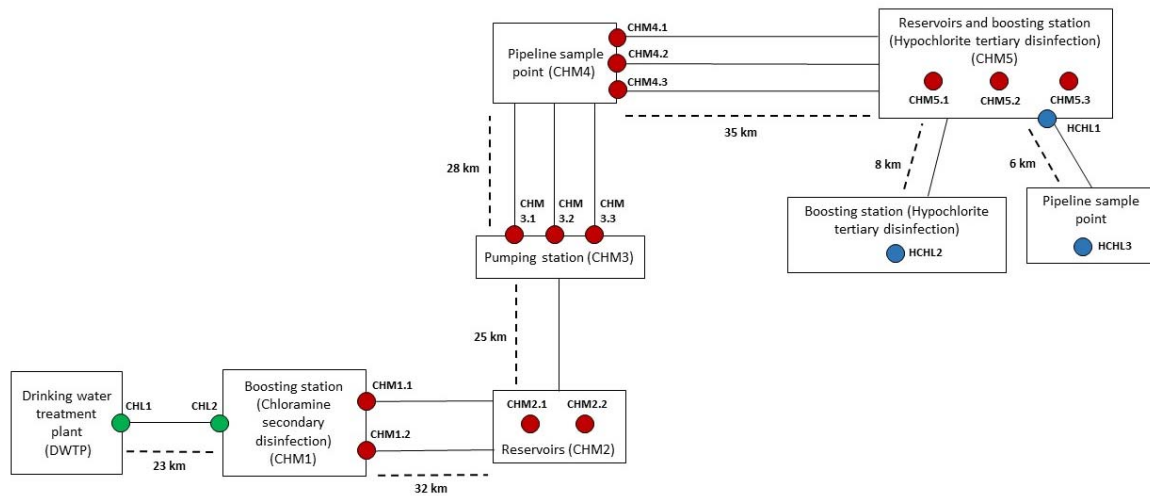 CHM4.1
CHM4.2
CHM4.3
Pipeline sample
point (CHM4)
35 km
28 km
Reservoirs and boosting station
(Hypochlorite tertiary disinfection)
(CHM5)
CHM5.1
CHM5.2
CHM5.3
HCHL1
8 km
6 km
Boosting station (Hypochlorite
tertiary disinfection)
HCHL2
Pipeline sample
point
HCHL3
CHM
3.1
CHM
3.2
CHM
3.3
Pumping station (CHM3)
25 km
Drinking water
treatment
plant
(DWTP)
CHL1
CHL2
23 km
Boosting station
(Chloramine
secondary
disinfection)
(CHM1)
CHM1.1
CHM1.2
32 km
CHM2.1
CHM2.2
Reservoirs (CHM2)